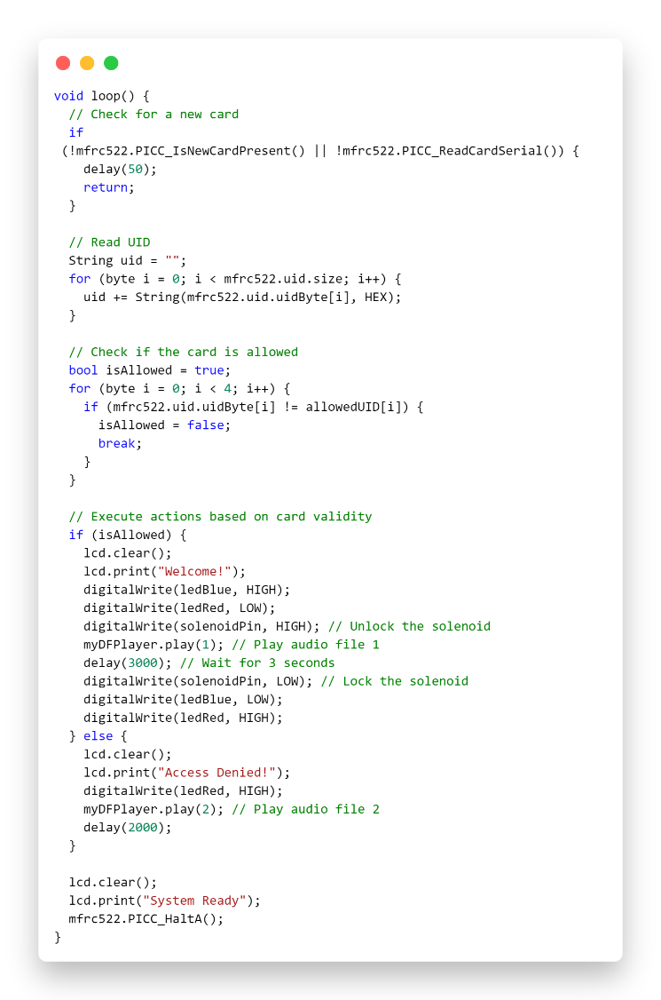 void loop() {
  // Check for a new card
  if
 (!mfrc522.PICC_IsNewCardPresent() || !mfrc522.PICC_ReadCardSerial()) {
    delay(50);
    return;
  }

  // Read UID
  String uid = "";
  for (byte i = 0; i < mfrc522.uid.size; i++) {
    uid += String(mfrc522.uid.uidByte[i], HEX);
  }

  // Check if the card is allowed
  bool isAllowed = true;
  for (byte i = 0; i < 4; i++) {
    if (mfrc522.uid.uidByte[i] != allowedUID[i]) {
      isAllowed = false;
      break;
    }
  }

  // Execute actions based on card validity
  if (isAllowed) {
    lcd.clear();
    lcd.print("Welcome!");
    digitalWrite(ledBlue, HIGH);
    digitalWrite(ledRed, LOW);
    digitalWrite(solenoidPin, HIGH); // Unlock the solenoid
    myDFPlayer.play(1); // Play audio file 1
    delay(3000); // Wait for 3 seconds
    digitalWrite(solenoidPin, LOW); // Lock the solenoid
    digitalWrite(ledBlue, LOW);
    digitalWrite(ledRed, HIGH);
  } else {
    lcd.clear();
    lcd.print("Access Denied!");
    digitalWrite(ledRed, HIGH);
    myDFPlayer.play(2); // Play audio file 2
    delay(2000);
  }

  lcd.clear();
  lcd.print("System Ready");
  mfrc522.PICC_HaltA();
}